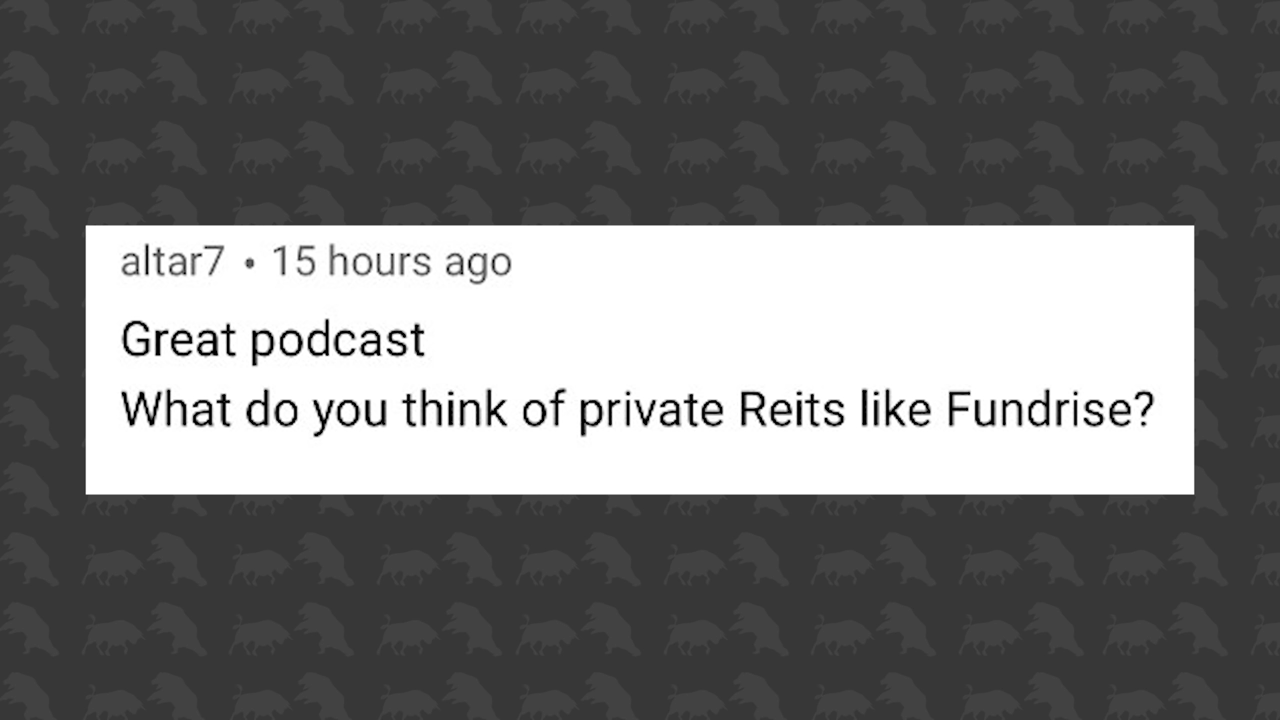 altar7 • 15 hours ago
Great podcast
What do you think of private Reits like Fundrise?